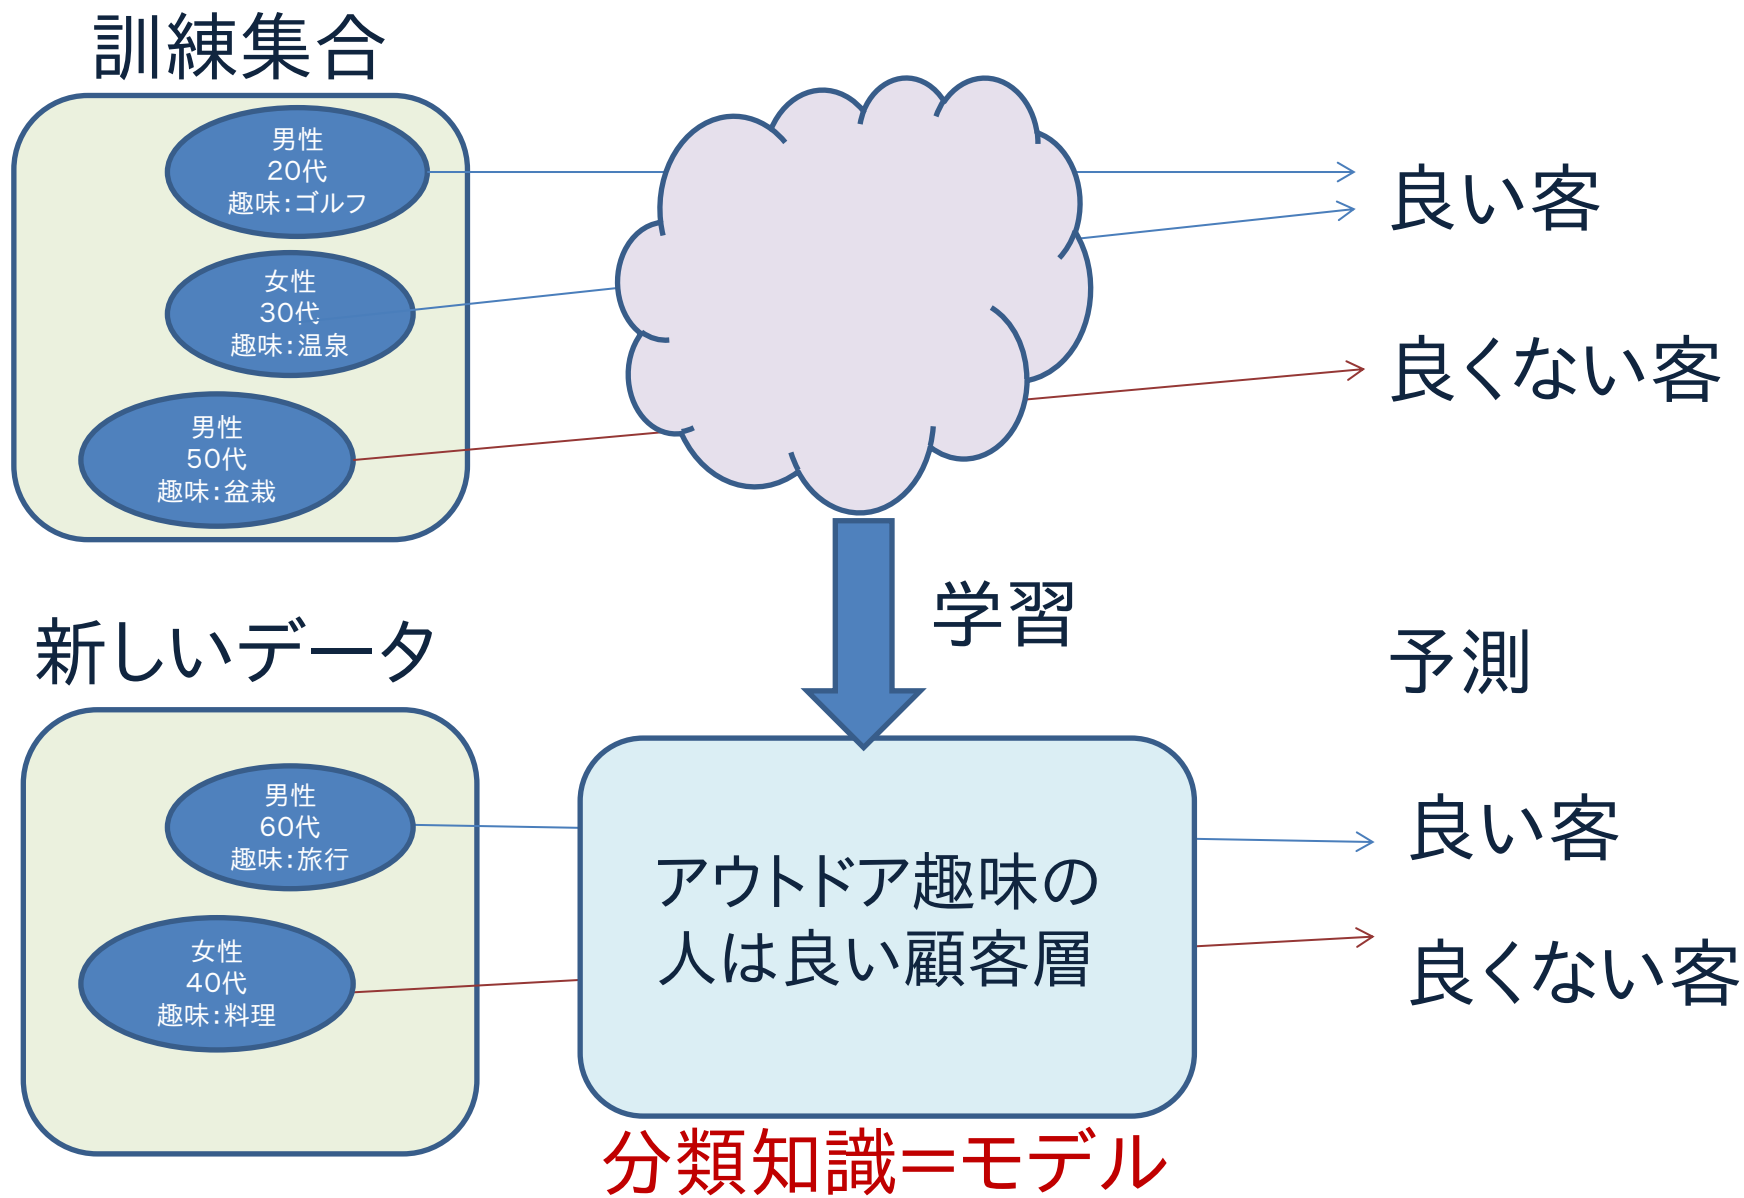 訓練集合
男性
20代
趣味:ゴルフ
女性
30代
趣味:温泉
男性
50代
趣味:盆栽
良い客
良くない客
学習
新しいデータ
予測
男性
60代
趣味:旅行
女性
40代
趣味:料理
アウトドア趣味の
人は良い顧客層
良い客
良くない客
分類知識=モデル